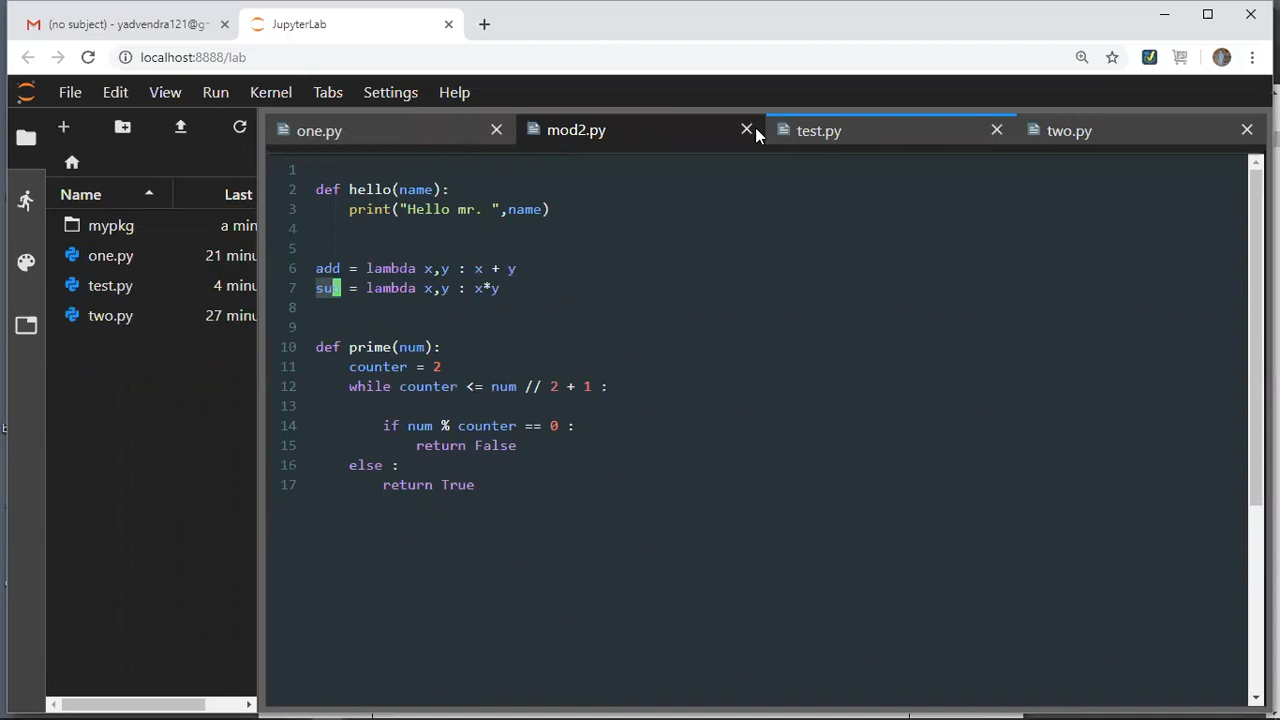 (no subject) - yadvendra121@g
JupyterLab
localhost:8888/lab
File Edit View Run Kernel Tabs Settings Help
one.py
mod2.py
test.py
two.py
Name
Last
mypkg a min
one.py 21 minu
test.py 4 minu
two.py 27 minu
1
2 def hello(name):
3 print("Hello mr. ",name)
4
5
6 add = lambda x,y : x + y
7 = lambda x,y : x*y
8
9
10 def prime(num):
11 counter = 2
12 while counter <= num // 2 + 1 :
13
14 if num % counter == 0 :
15 return False
16 else :
17 return True